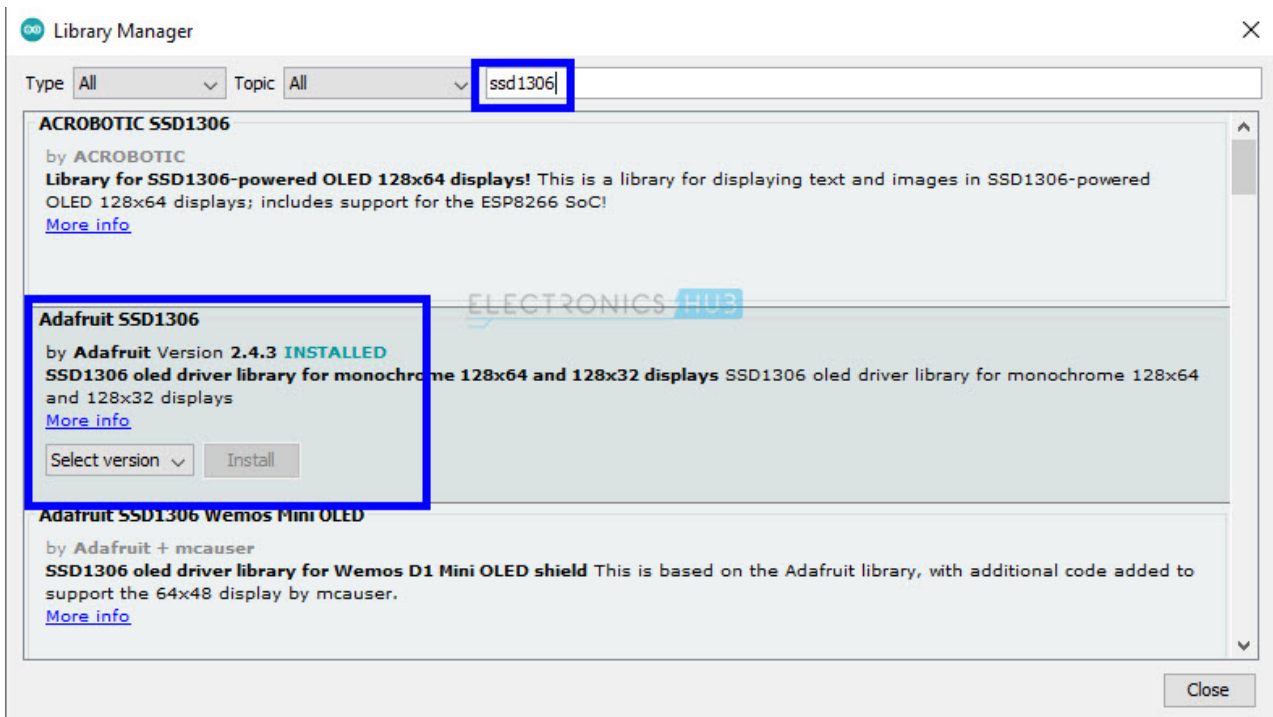 Library Manager
Type All Topic All ssd1306
ACROBOTIC SSD1306
by ACROBOTIC
Library for SSD1306-powered OLED 128x64 displays! This is a library for displaying text and images in SSD1306-powered
OLED 128x64 displays; includes support for the ESP8266 SoC!
More info
ELECTRONICS HUB
Adafruit SSD1306
by Adafruit Version 2.4.3 INSTALLED
SSD1306 oled driver library for monochrome 128x64 and 128x32 displays SSD1306 oled driver library for monochrome 128x64
and 128x32 displays
More info
Select version Install
Adafruit SSD1306 Wemos Mini OLED
by Adafruit + mcauser
SSD1306 oled driver library for Wemos D1 Mini OLED shield This is based on the Adafruit library, with additional code added to
support the 64x48 display by mcauser.
More info
Close